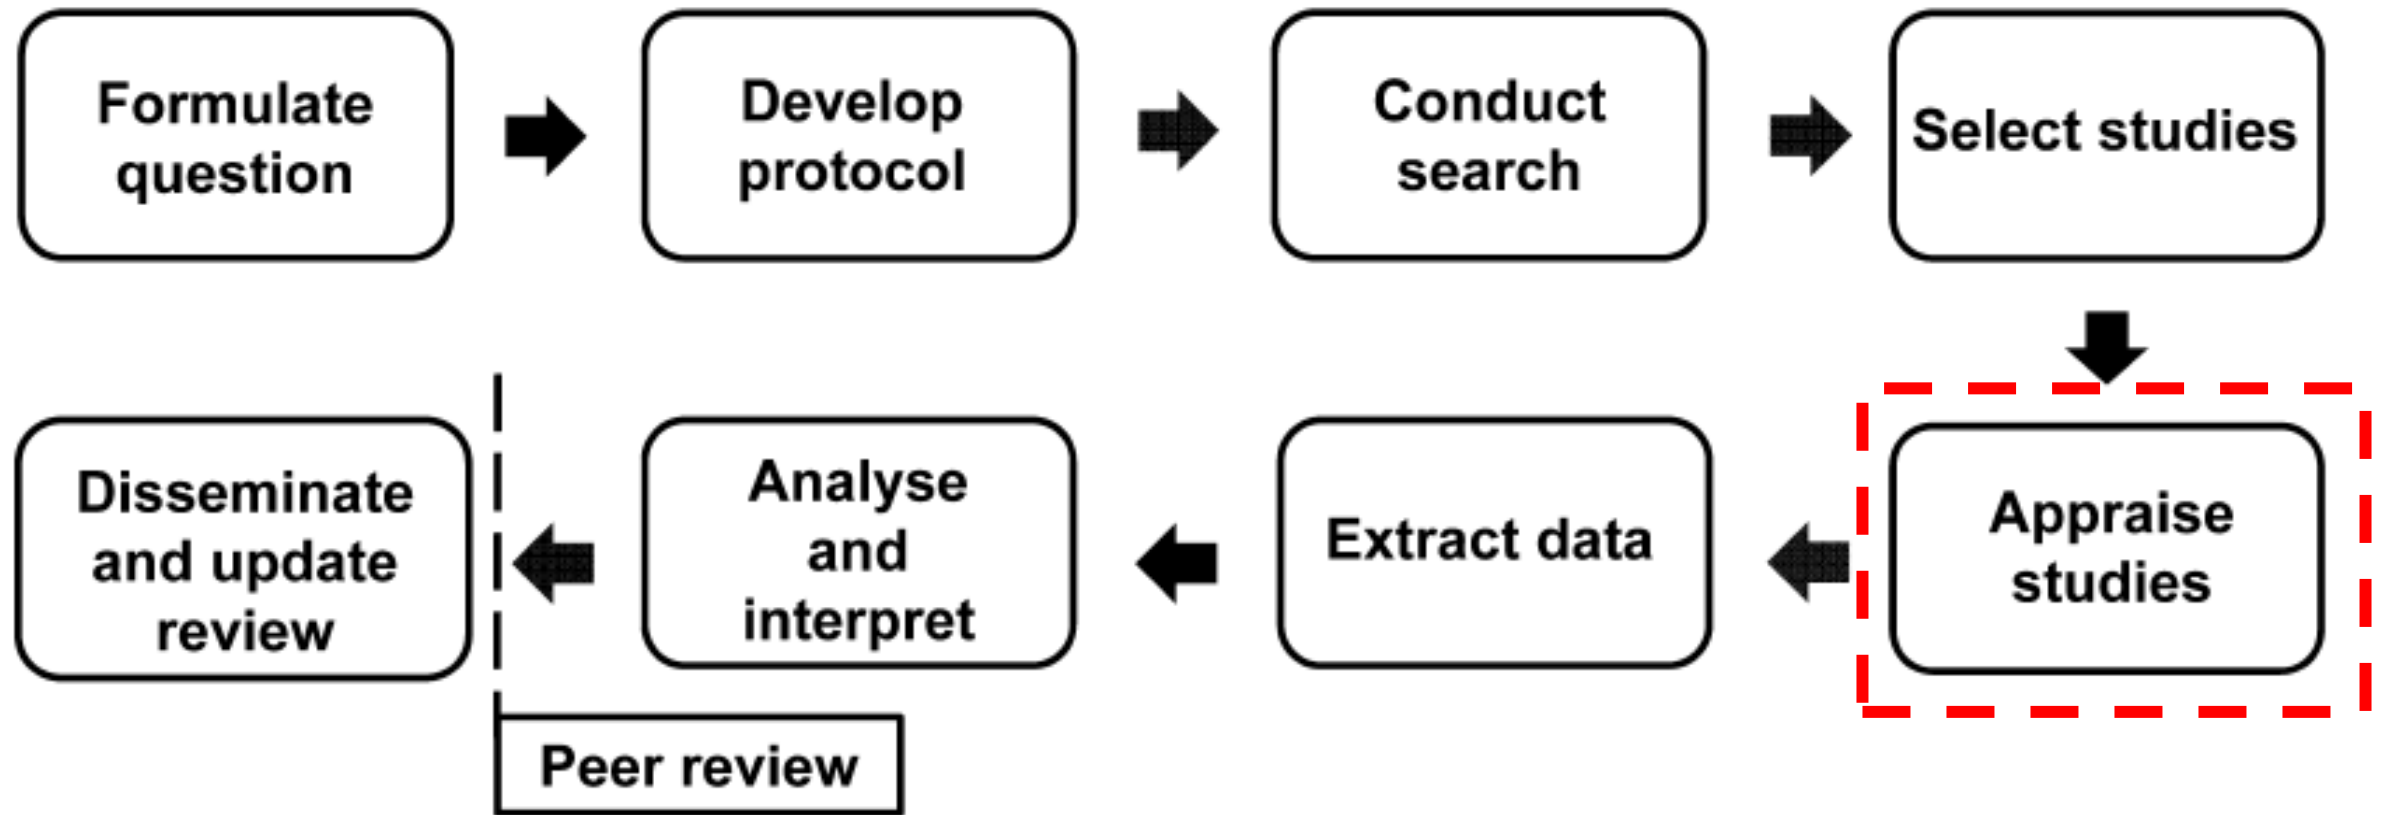 Formulate
question
Develop
protocol
Conduct
search
Select studies
Appraise
studies
Extract data
Analyse
and
interpret
Disseminate
and update
review
Peer review